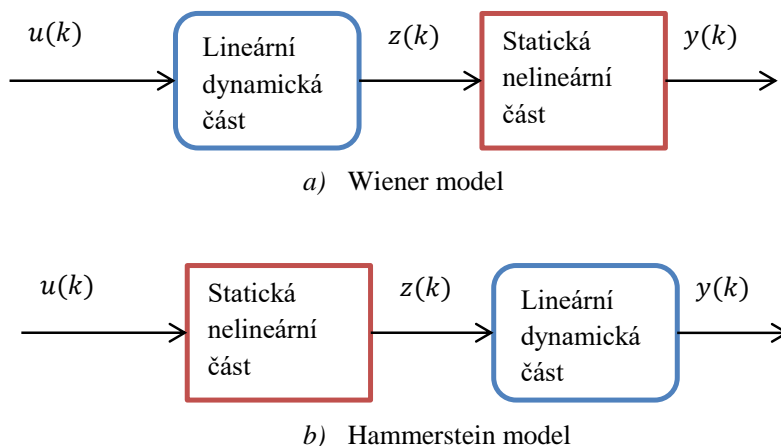 u(k)
Lineární
dynamická
část
z(k)
Statická
nelineární
část
y(k)
a) Wiener model
u(k)
Statická
nelineární
část
z(k)
Lineární
dynamická
část
y(k)
b) Hammerstein model